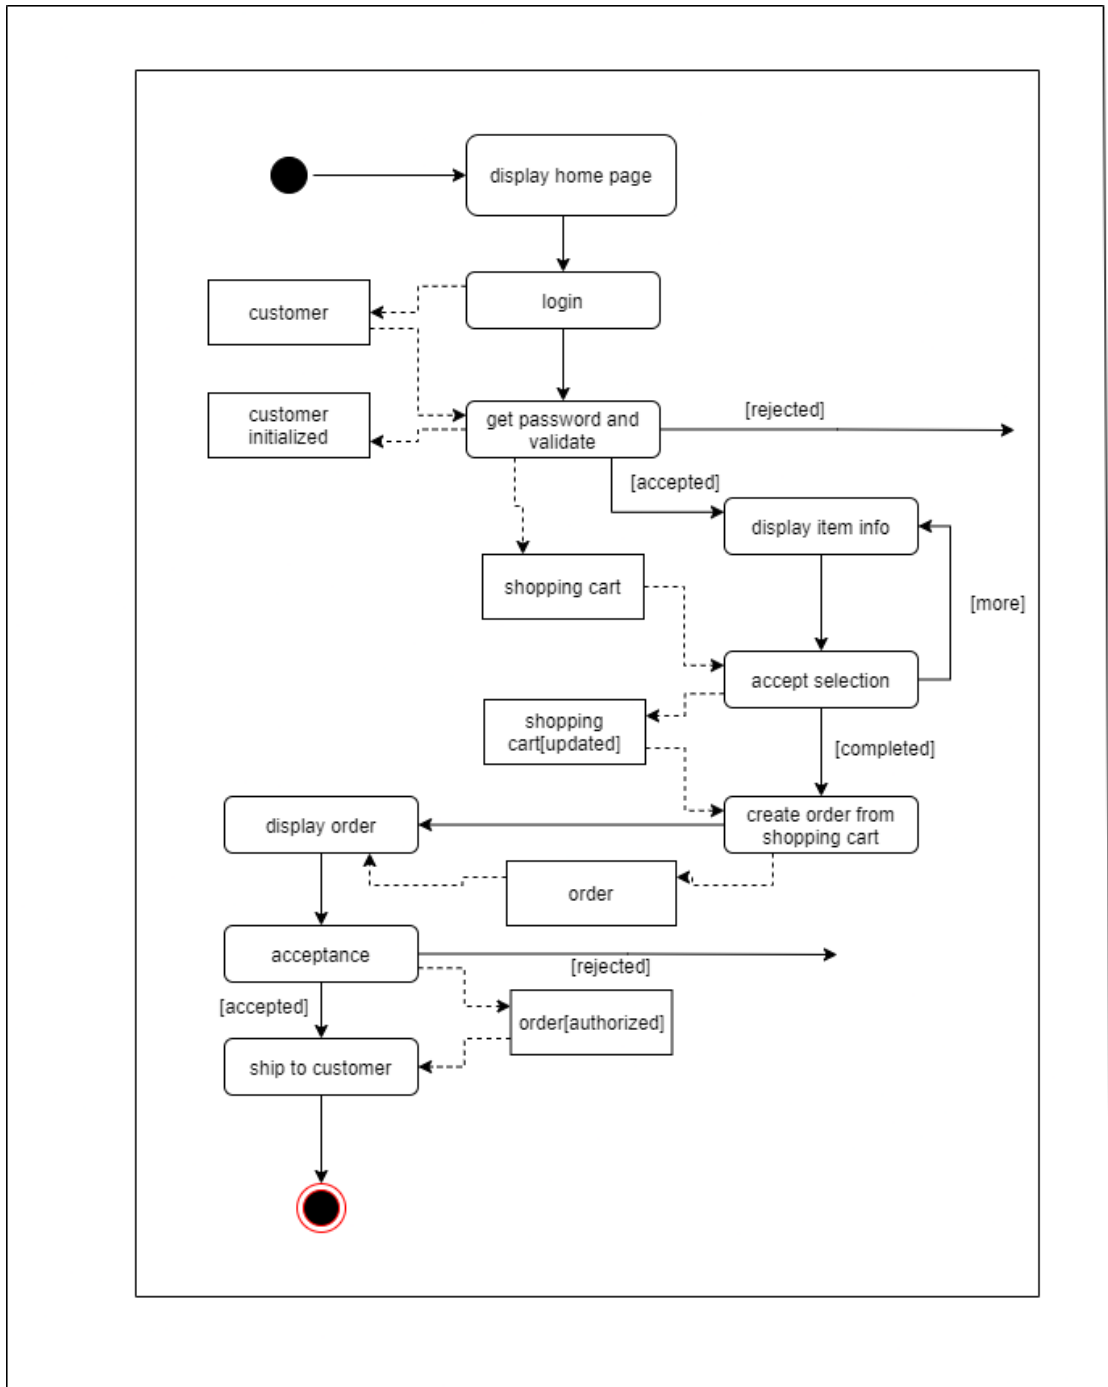 display home page
customer
login
customer
initialized
get password and
validate
[rejected]
[accepted]
display item info
shopping cart
[more]
accept selection
shopping
cart[updated]
[completed]
display order
create order from
shopping cart
order
acceptance
[rejected]
[accepted]
order[authorized]
ship to customer